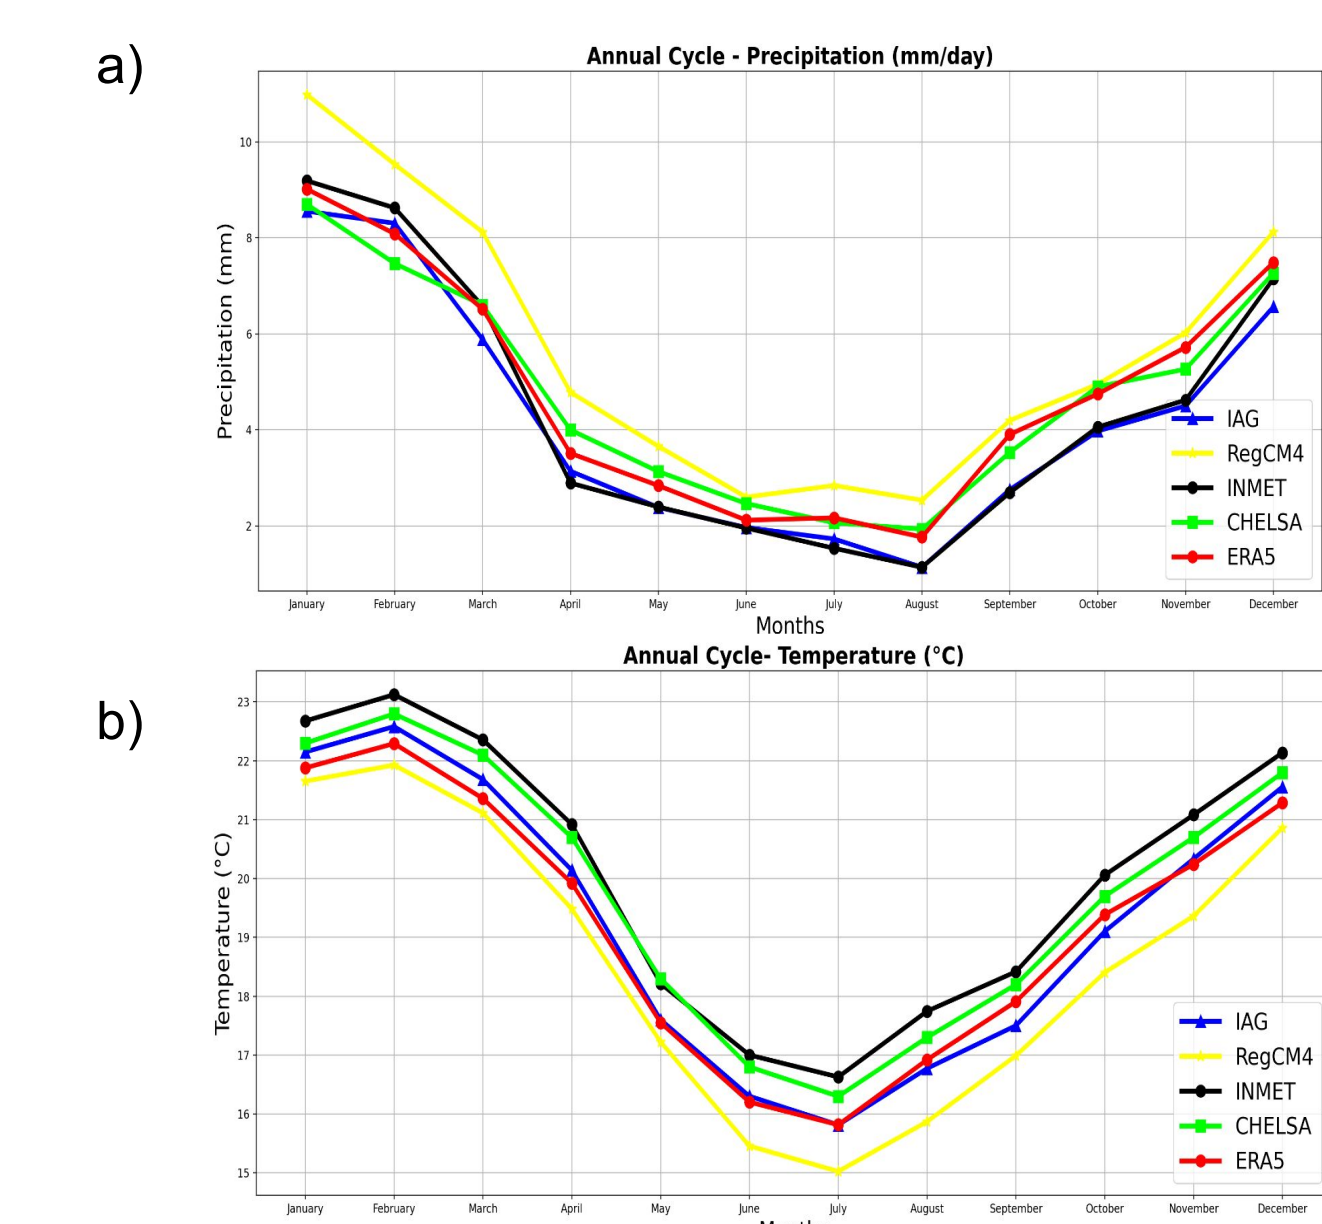 a)
Annual Cycle - Precipitation (mm/day)
Precipitation (mm)
10
8
6
4
2
IAG
RegCM4
INMET
CHELSA
ERA5
January February March April May June July August September October November December
Months
Annual Cycle- Temperature (°C)
b)
Temperature (°C)
23
22
21
20
19
18
17
16
15
IAG
RegCM4
INMET
CHELSA
ERA5
January February March April May June July August September October November December
Months